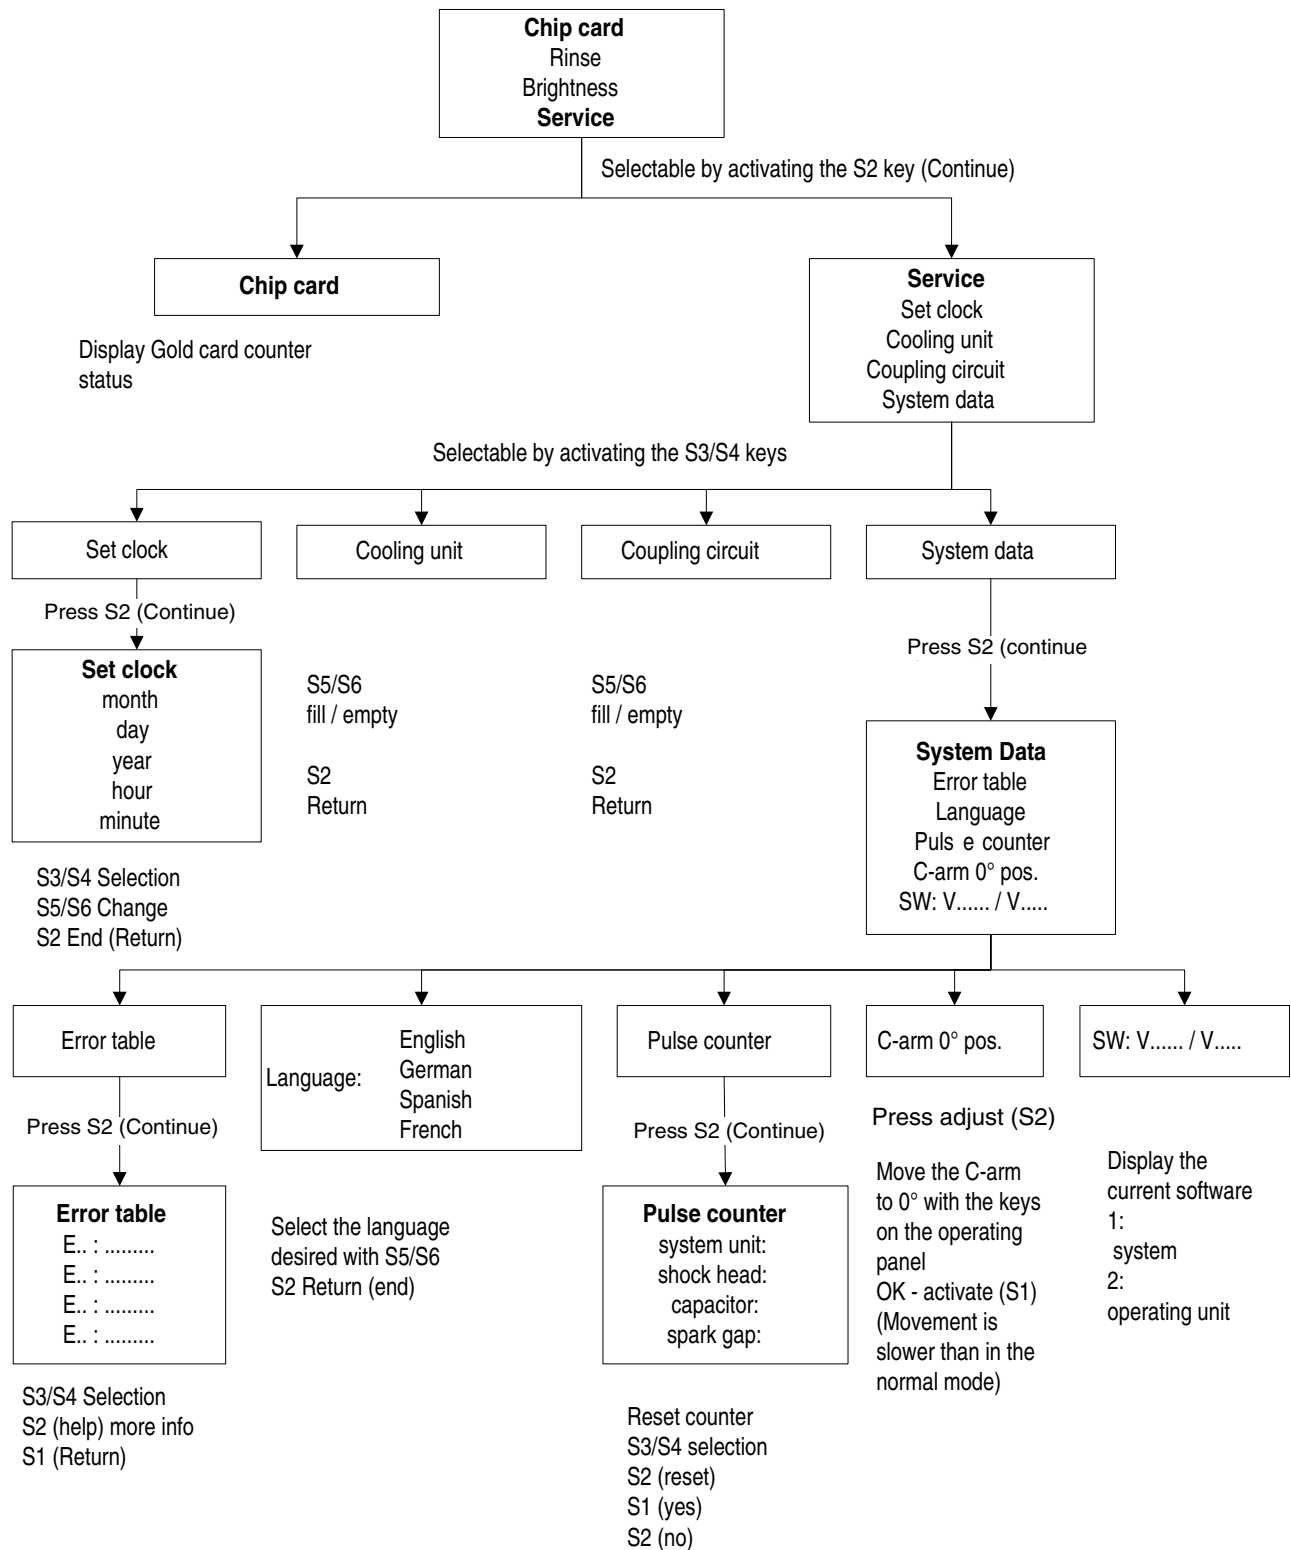 Chip card
Rinse
Brightness
Service
Selectable by activating the S2 key (Continue)
Chip card
Display Gold card counter
status
Service
Set clock
Cooling unit
Coupling circuit
System data
Selectable by activating the S3/S4 keys
Set clock
Cooling unit
Coupling circuit
System data
Press S2 (Continue)
Set clock
month
day
year
hour
minute
S3/S4 Selection
S5/S6 Change
S2 End (Return)
S5/S6
fill / empty
S2
Return
S5/S6
fill / empty
S2
Return
Press S2 (continue
System Data
Error table
Language
Puls e counter
C-arm 0° pos.
SW: V...... / V.....
Error table
Press S2 (Continue)
Error table
E.. : .........
E.. : .........
E.. : .........
E.. : .........
S3/S4 Selection
S2 (help) more info
S1 (Return)
Language:
English
German
Spanish
French
Select the language
desired with S5/S6
S2 Return (end)
Pulse counter
Press S2 (Continue)
Pulse counter
system unit:
shock head:
capacitor:
spark gap:
Reset counter
S3/S4 selection
S2 (reset)
S1 (yes)
S2 (no)
C-arm 0° pos.
Press adjust (S2)
Move the C-arm
to 0° with the keys
on the operating
panel
OK - activate (S1)
(Movement is
slower than in the
normal mode)
SW: V...... / V.....
Display the
current software
1:
system
2:
operating unit